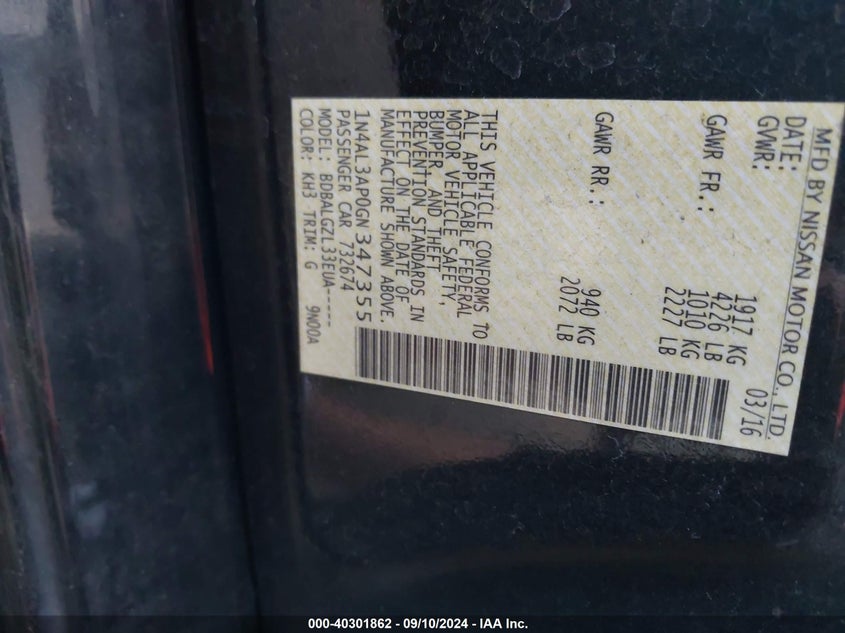 MFD BY NISSAN MOTOR CO., LTD.
DATE: 03/16
GVWR: 1917 KG
4226 LB
GAWR FR.: 1010 KG
2227 LB
GAWR RR.: 940 KG
2072 LB
THIS VEHICLE CONFORMS TO
ALL APPLICABLE FEDERAL
MOTOR VEHICLE SAFETY,
BUMPER, AND THEFT
PREVENTION STANDARDS IN
EFFECT ON THE DATE OF
MANUFACTURE SHOWN ABOVE.
1N4AL3AP0GN347355
PASSENGER CAR 732674
MODEL: BDBALGZL33EUA-----
COLOR: KH3 TRIM: G 9N00A
000-40301862 - 09/10/2024 - IAA Inc.